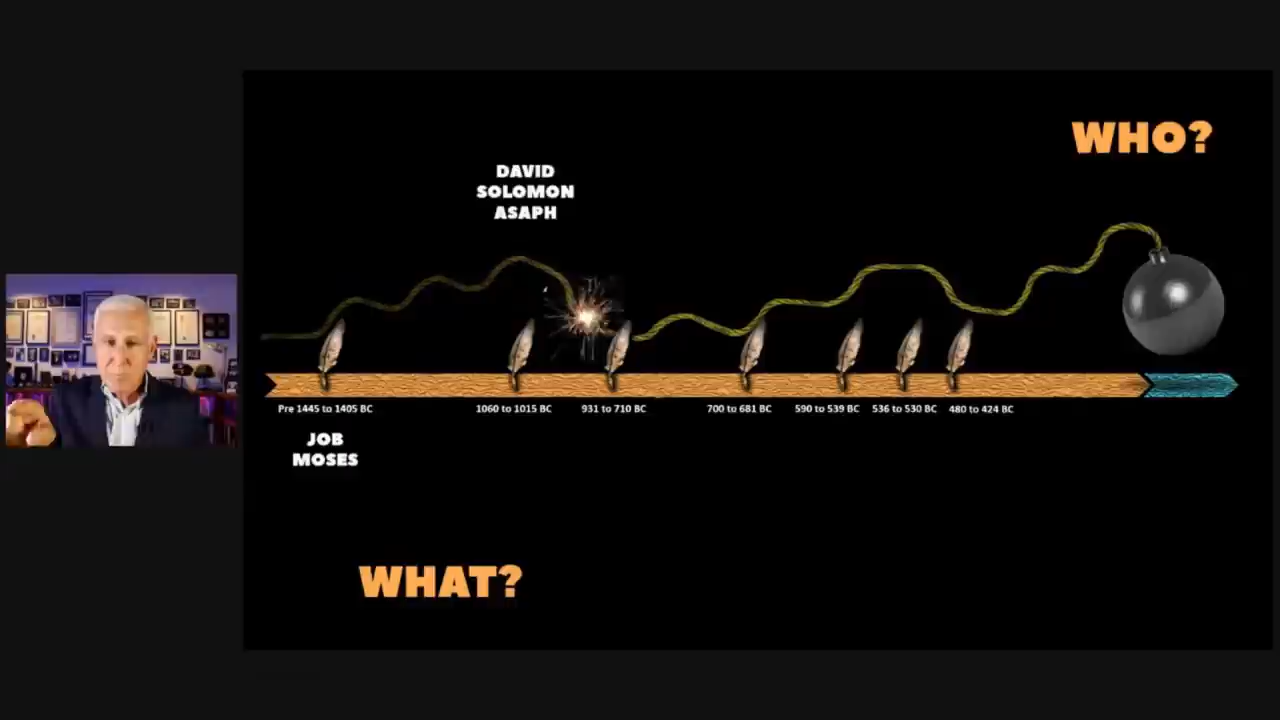 WHO?
DAVID
SOLOMON
ASAPH
Pre 1445 to 1405 BC
1060 to 1015 BC
931 to 710 BC
700 to 681 BC
590 to 539 BC
536 to 530 BC
480 to 424 BC
JOB
MOSES
WHAT?